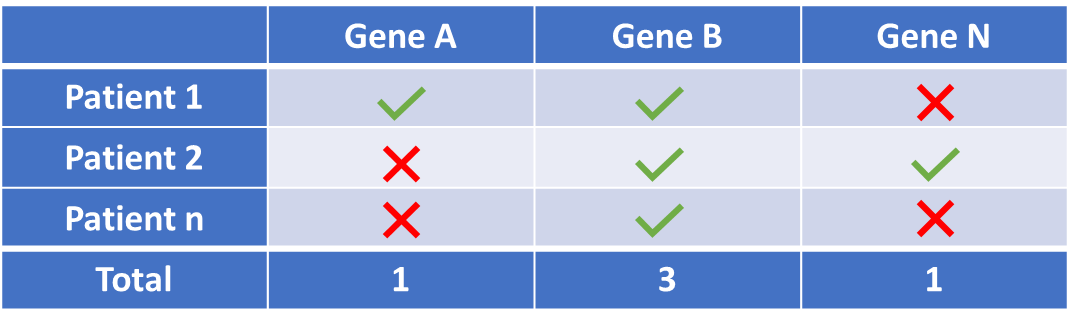 Gene A Gene B Gene N
Patient 1
Patient 2
Patient n
Total 1 3 1